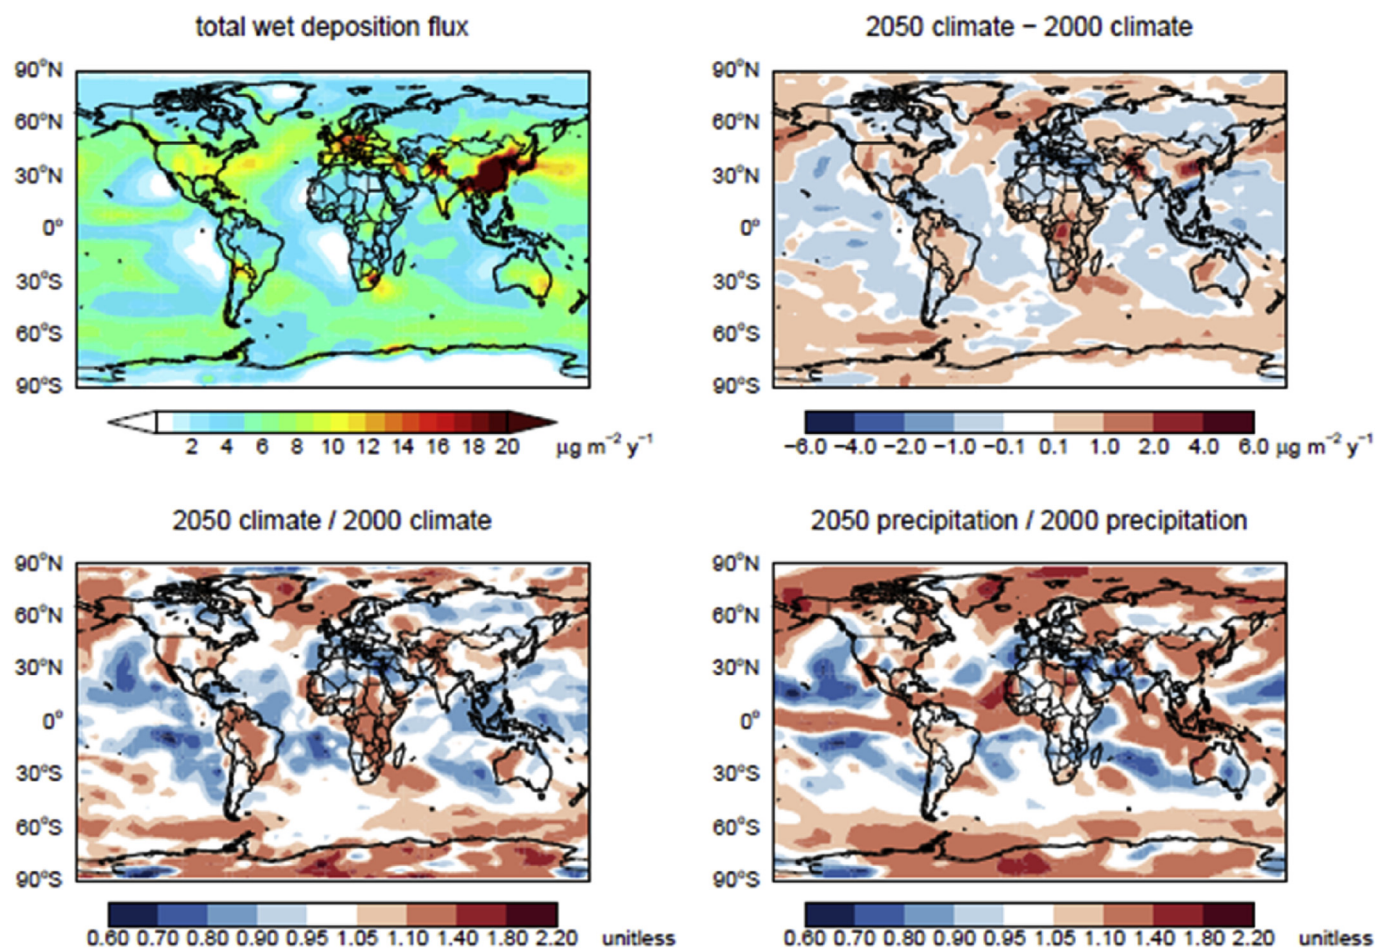 total wet deposition flux
2050 climate − 2000 climate
90°N
60°N
30°N
0°
30°S
60°S
90°S
90°N
60°N
30°N
0°
30°S
60°S
90°S
2 4 6 8 10 12 14 16 18 20 µg m⁻² y⁻¹
−6.0 −4.0 −2.0 −1.0 −0.1 0.1 1.0 2.0 4.0 6.0 µg m⁻² y⁻¹
2050 climate / 2000 climate
2050 precipitation / 2000 precipitation
90°N
60°N
30°N
0°
30°S
60°S
90°S
90°N
60°N
30°N
0°
30°S
60°S
90°S
0.60 0.70 0.80 0.90 0.95 1.05 1.10 1.40 1.80 2.20 unitless
0.60 0.70 0.80 0.90 0.95 1.05 1.10 1.40 1.80 2.20 unitless